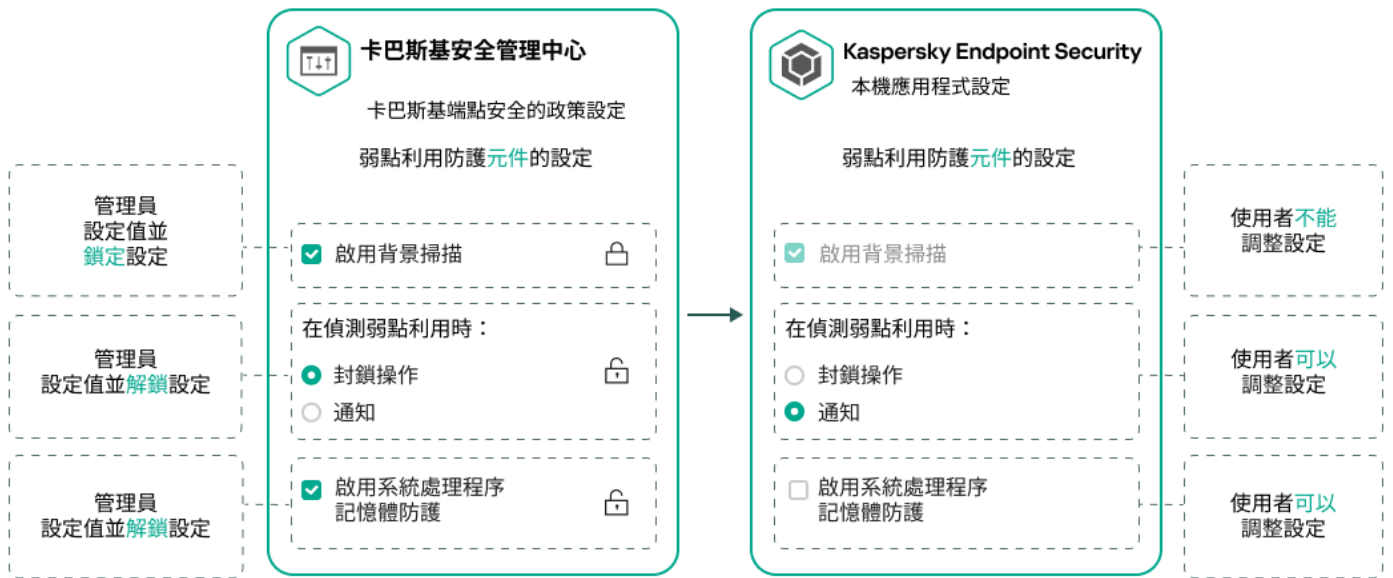 卡巴斯基安全管理中心
卡巴斯基端點安全的政策設定
弱點利用防護元件的設定
Kaspersky Endpoint Security
本機應用程式設定
弱點利用防護元件的設定
管理員
設定值並
鎖定設定
啟用背景掃描
啟用背景掃描
使用者不能
調整設定
管理員
設定值並解鎖設定
在偵測弱點利用時：
封鎖操作
通知
在偵測弱點利用時：
封鎖操作
通知
使用者可以
調整設定
管理員
設定值並解鎖設定
啟用系統處理程序
記憶體防護
啟用系統處理程序
記憶體防護
使用者可以
調整設定